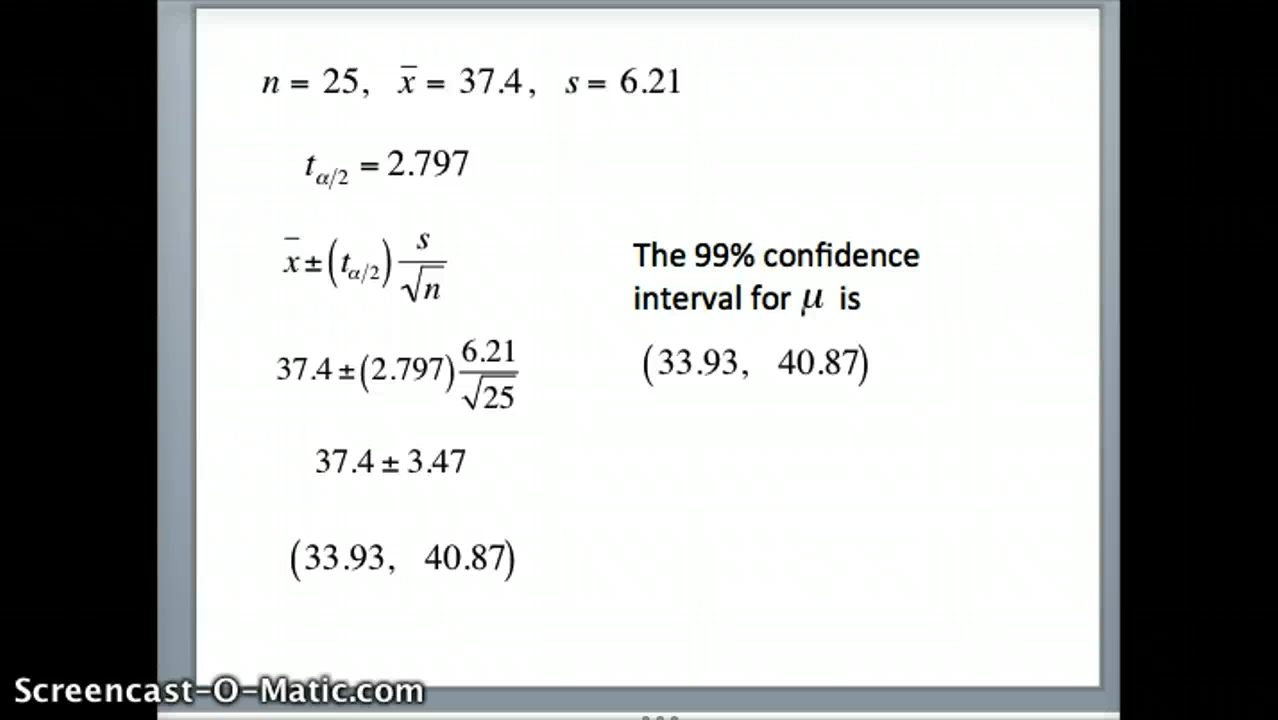 n = 25, x̄ = 37.4, s = 6.21
t_{α/2} = 2.797
x̄ ± (t_{α/2}) s/√n
37.4 ± (2.797) 6.21/√25
37.4 ± 3.47
(33.93, 40.87)
The 99% confidence
interval for μ is
(33.93, 40.87)
Screencast-O-Matic.com